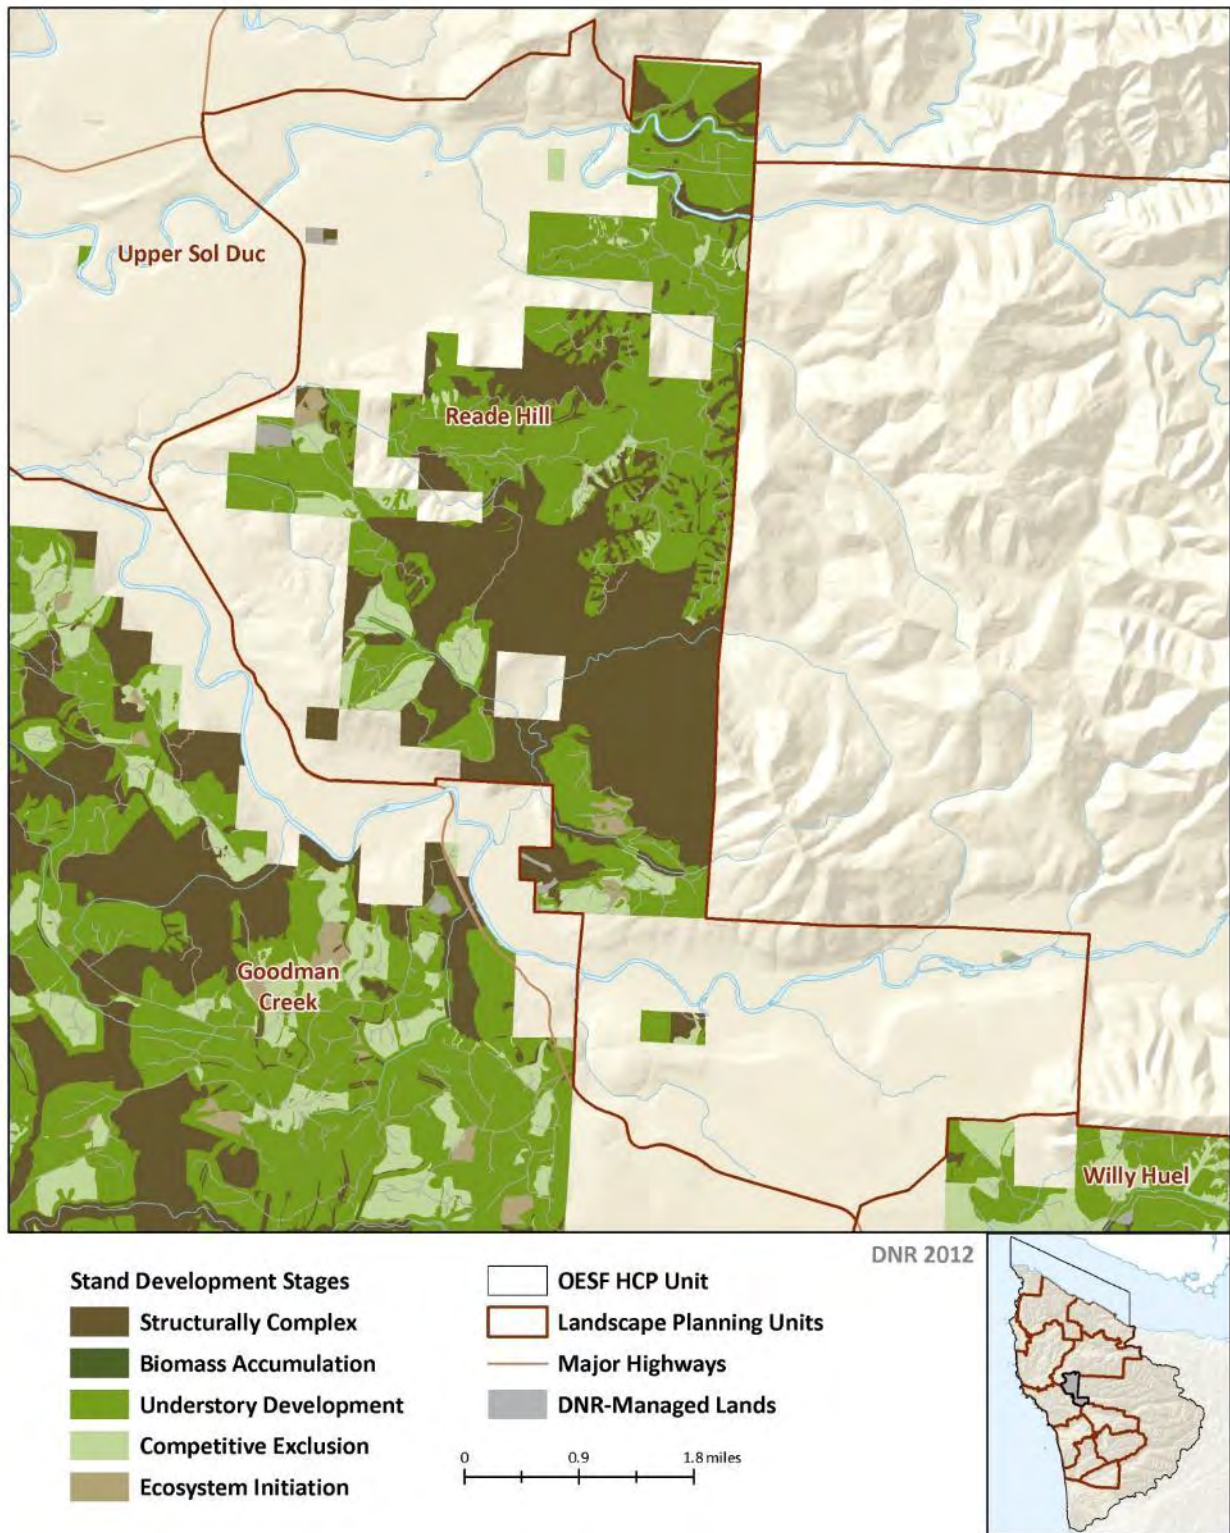 Upper Sol Duc
Reade Hill
Goodman
Creek
Willy Huel
DNR 2012
Stand Development Stages
Structurally Complex
Biomass Accumulation
Understory Development
Competitive Exclusion
Ecosystem Initiation
OESF HCP Unit
Landscape Planning Units
Major Highways
DNR-Managed Lands
0 0.9 1.8 miles